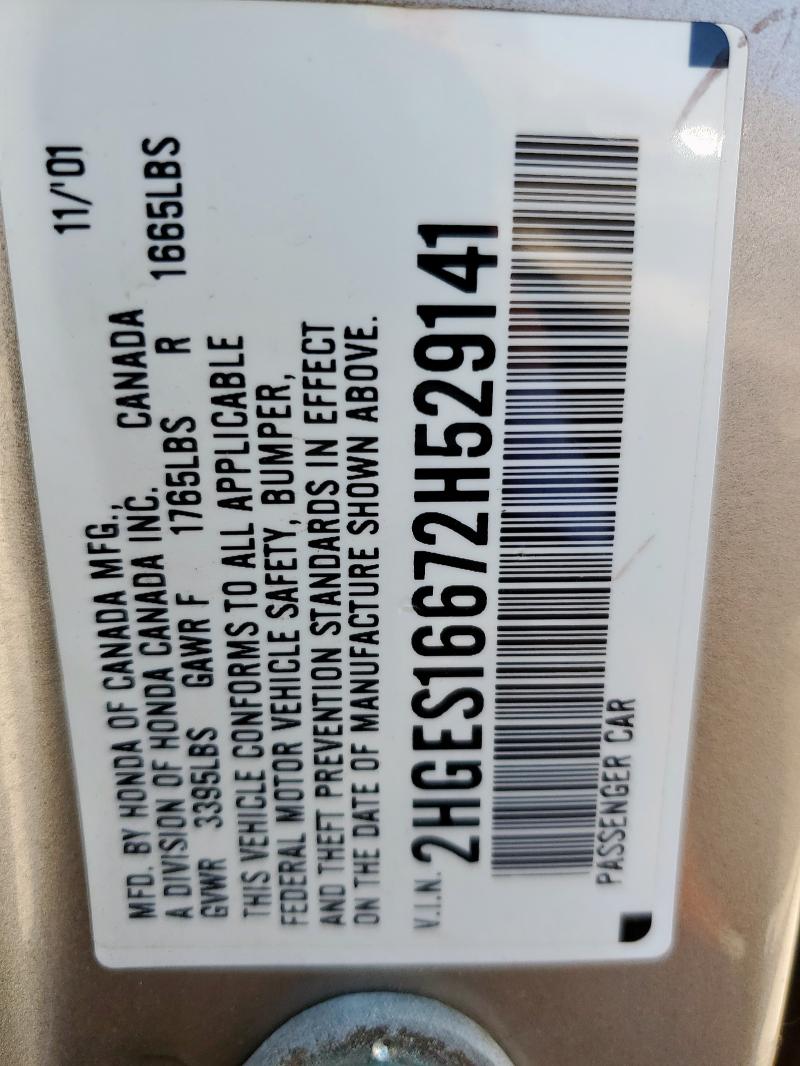 MFD. BY HONDA OF CANADA MFG., 11/'01
A DIVISION OF HONDA CANADA INC. CANADA
GVWR 3395LBS GAWR F 1765LBS R 1665LBS
THIS VEHICLE CONFORMS TO ALL APPLICABLE
FEDERAL MOTOR VEHICLE SAFETY, BUMPER,
AND THEFT PREVENTION STANDARDS IN EFFECT
ON THE DATE OF MANUFACTURE SHOWN ABOVE.
V.I.N. 2HGES16672H529141
PASSENGER CAR